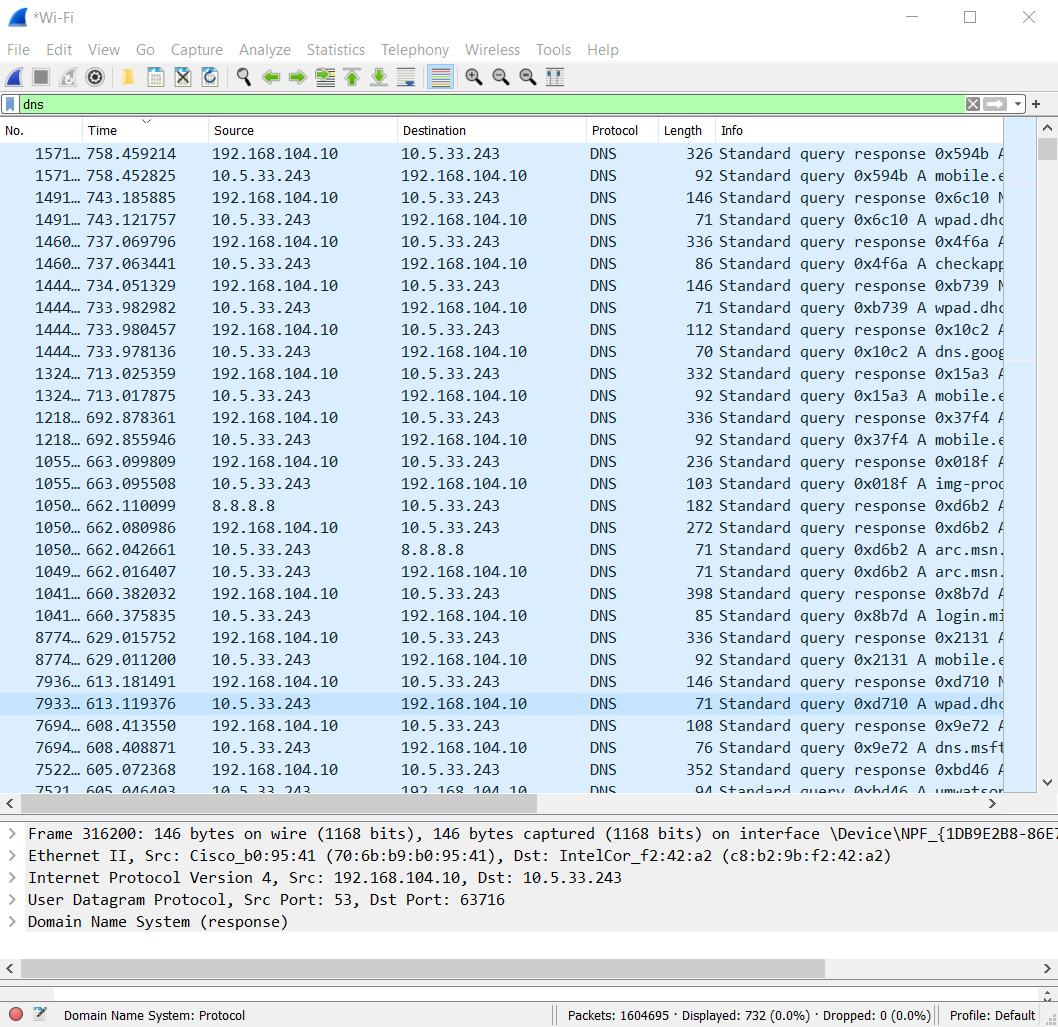 *Wi-Fi
File Edit View Go Capture Analyze Statistics Telephony Wireless Tools Help
dns
No. Time Source Destination Protocol Length Info
1571... 758.459214 192.168.104.10 10.5.33.243 DNS 326 Standard query response 0x594b A
1571... 758.452825 10.5.33.243 192.168.104.10 DNS 92 Standard query 0x594b A mobile.e
1491... 743.185885 192.168.104.10 10.5.33.243 DNS 146 Standard query response 0x6c10 N
1491... 743.121757 10.5.33.243 192.168.104.10 DNS 71 Standard query 0x6c10 A wpad.dhc
1460... 737.069796 192.168.104.10 10.5.33.243 DNS 336 Standard query response 0x4f6a A
1460... 737.063441 10.5.33.243 192.168.104.10 DNS 86 Standard query 0x4f6a A checkapp
1444... 734.051329 192.168.104.10 10.5.33.243 DNS 146 Standard query response 0xb739 N
1444... 733.982982 10.5.33.243 192.168.104.10 DNS 71 Standard query 0xb739 A wpad.dhc
1444... 733.980457 192.168.104.10 10.5.33.243 DNS 112 Standard query response 0x10c2 A
1444... 733.978136 10.5.33.243 192.168.104.10 DNS 70 Standard query 0x10c2 A dns.goog
1324... 713.025359 192.168.104.10 10.5.33.243 DNS 332 Standard query response 0x15a3 A
1324... 713.017875 10.5.33.243 192.168.104.10 DNS 92 Standard query 0x15a3 A mobile.e
1218... 692.878361 192.168.104.10 10.5.33.243 DNS 336 Standard query response 0x37f4 A
1218... 692.855946 10.5.33.243 192.168.104.10 DNS 92 Standard query 0x37f4 A mobile.e
1055... 663.099809 192.168.104.10 10.5.33.243 DNS 236 Standard query response 0x018f A
1055... 663.095508 10.5.33.243 192.168.104.10 DNS 103 Standard query 0x018f A img-proc
1050... 662.110099 8.8.8.8 10.5.33.243 DNS 182 Standard query response 0xd6b2 A
1050... 662.080986 192.168.104.10 10.5.33.243 DNS 272 Standard query response 0xd6b2 A
1050... 662.042661 10.5.33.243 8.8.8.8 DNS 71 Standard query 0xd6b2 A arc.msn.
1049... 662.016407 10.5.33.243 192.168.104.10 DNS 71 Standard query 0xd6b2 A arc.msn.
1041... 660.382032 192.168.104.10 10.5.33.243 DNS 398 Standard query response 0x8b7d A
1041... 660.375835 10.5.33.243 192.168.104.10 DNS 85 Standard query 0x8b7d A login.mi
8774... 629.015752 192.168.104.10 10.5.33.243 DNS 336 Standard query response 0x2131 A
8774... 629.011200 10.5.33.243 192.168.104.10 DNS 92 Standard query 0x2131 A mobile.e
7936... 613.181491 192.168.104.10 10.5.33.243 DNS 146 Standard query response 0xd710 N
7933... 613.119376 10.5.33.243 192.168.104.10 DNS 71 Standard query 0xd710 A wpad.dhc
7694... 608.413550 192.168.104.10 10.5.33.243 DNS 108 Standard query response 0x9e72 A
7694... 608.408871 10.5.33.243 192.168.104.10 DNS 76 Standard query 0x9e72 A dns.msft
7522... 605.072368 192.168.104.10 10.5.33.243 DNS 352 Standard query response 0xbd46 A
7521... 605.046403 10.5.33.243 192.168.104.10 DNS 94 Standard query 0xbd46 A umwatson
Frame 316200: 146 bytes on wire (1168 bits), 146 bytes captured (1168 bits) on interface \Device\NPF_{1DB9E2B8-86E7
Ethernet II, Src: Cisco_b0:95:41 (70:6b:b9:b0:95:41), Dst: IntelCor_f2:42:a2 (c8:b2:9b:f2:42:a2)
Internet Protocol Version 4, Src: 192.168.104.10, Dst: 10.5.33.243
User Datagram Protocol, Src Port: 53, Dst Port: 63716
Domain Name System (response)
Domain Name System: Protocol Packets: 1604695 · Displayed: 732 (0.0%) · Dropped: 0 (0.0%) Profile: Default